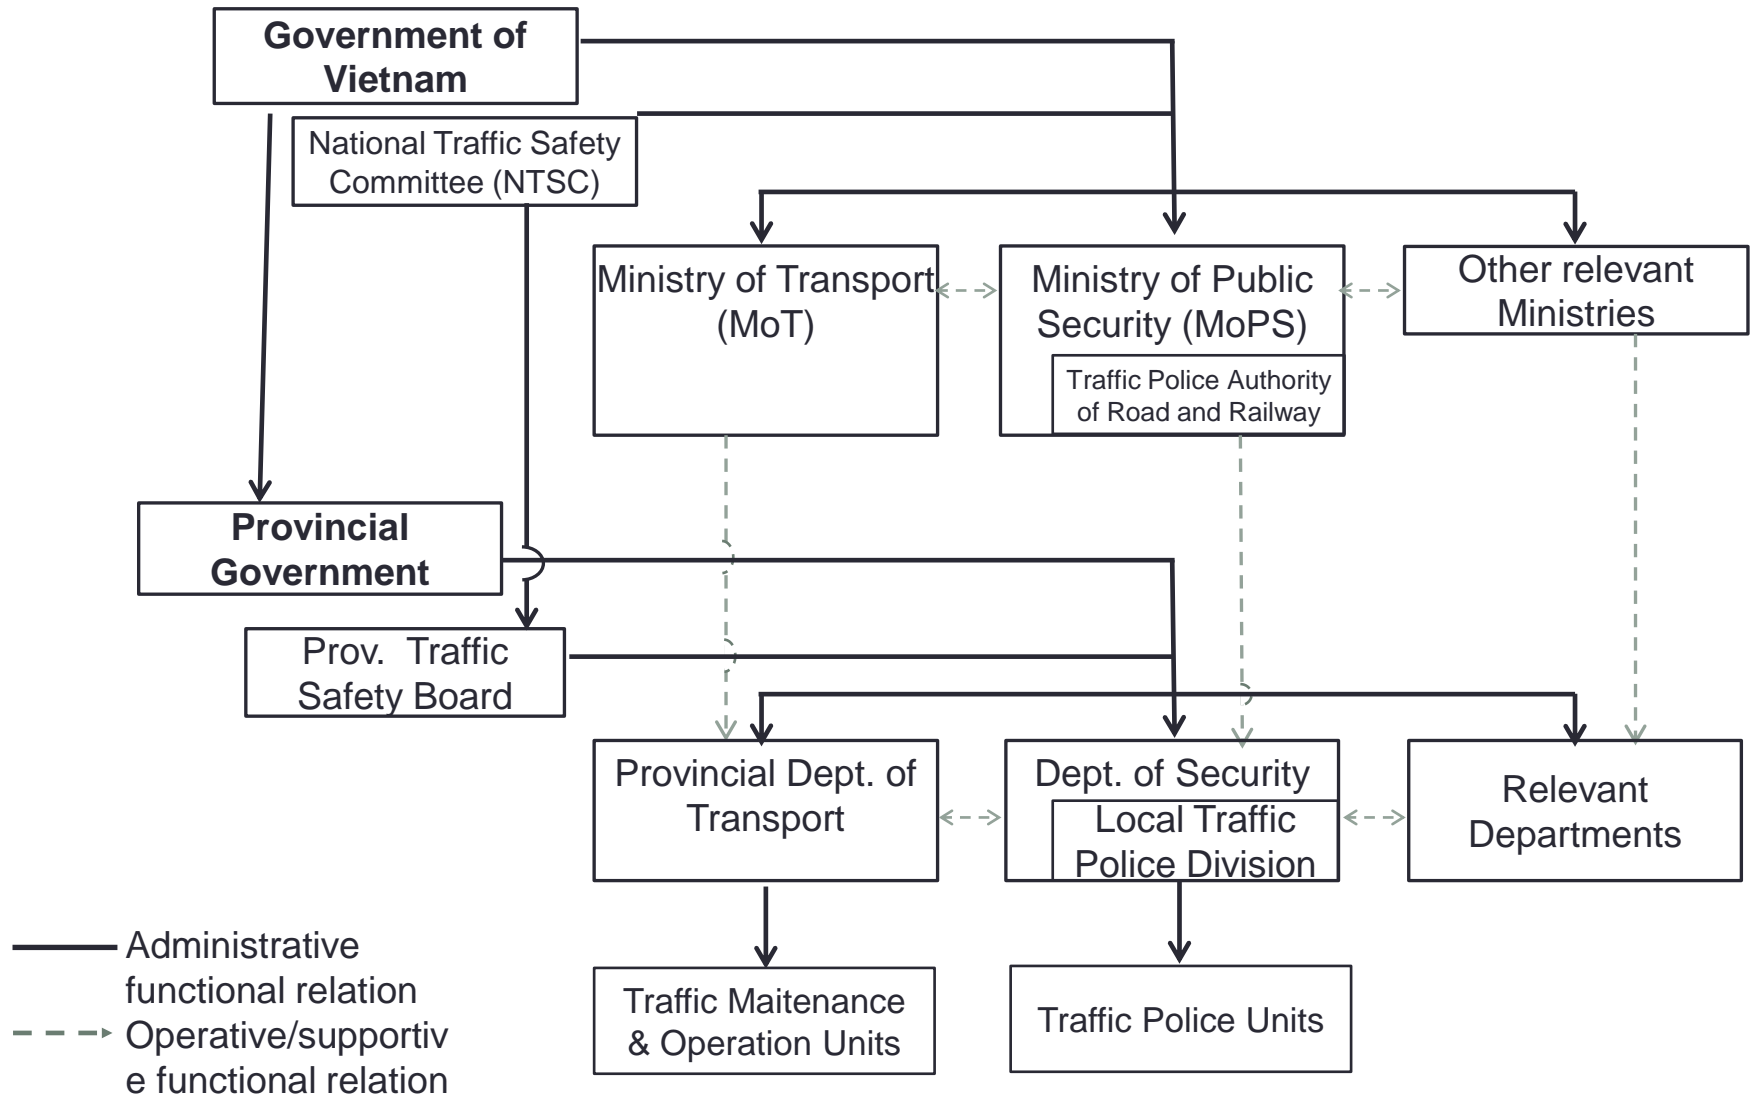 Government of
Vietnam
National Traffic Safety
Committee (NTSC)
Ministry of Transport
(MoT)
Ministry of Public
Security (MoPS)
Traffic Police Authority
of Road and Railway
Other relevant
Ministries
Provincial
Government
Prov. Traffic
Safety Board
Provincial Dept. of
Transport
Dept. of Security
Local Traffic
Police Division
Relevant
Departments
Administrative
functional relation
Operative/supportiv
e functional relation
Traffic Maitenance
& Operation Units
Traffic Police Units